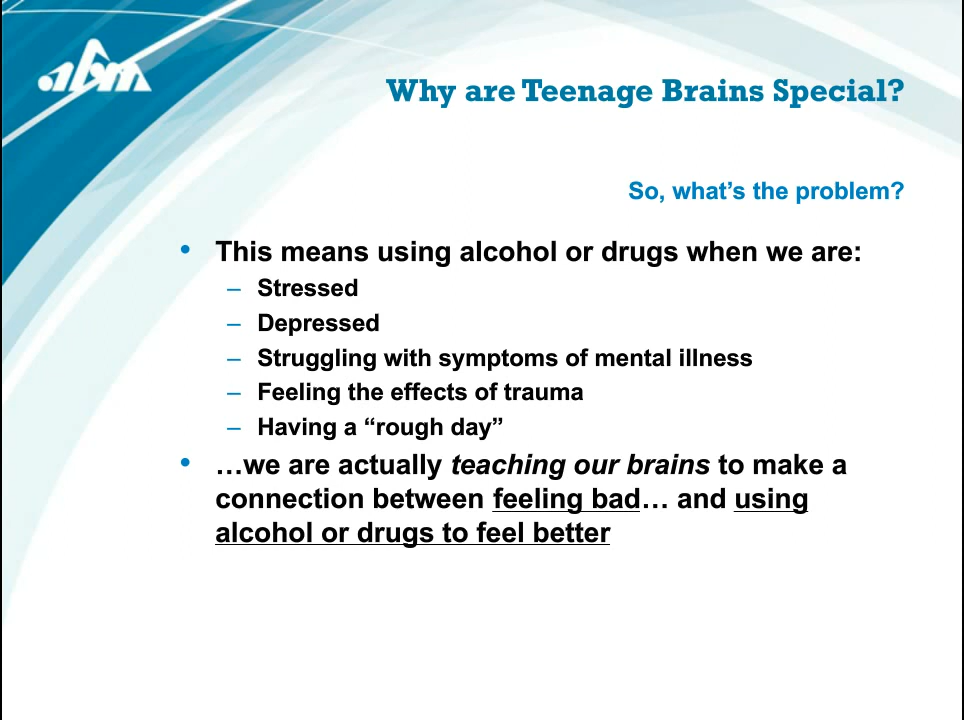 abm
Why are Teenage Brains Special?
So, what’s the problem?
• This means using alcohol or drugs when we are:
– Stressed
– Depressed
– Struggling with symptoms of mental illness
– Feeling the effects of trauma
– Having a “rough day”
• …we are actually teaching our brains to make a
connection between feeling bad… and using
alcohol or drugs to feel better